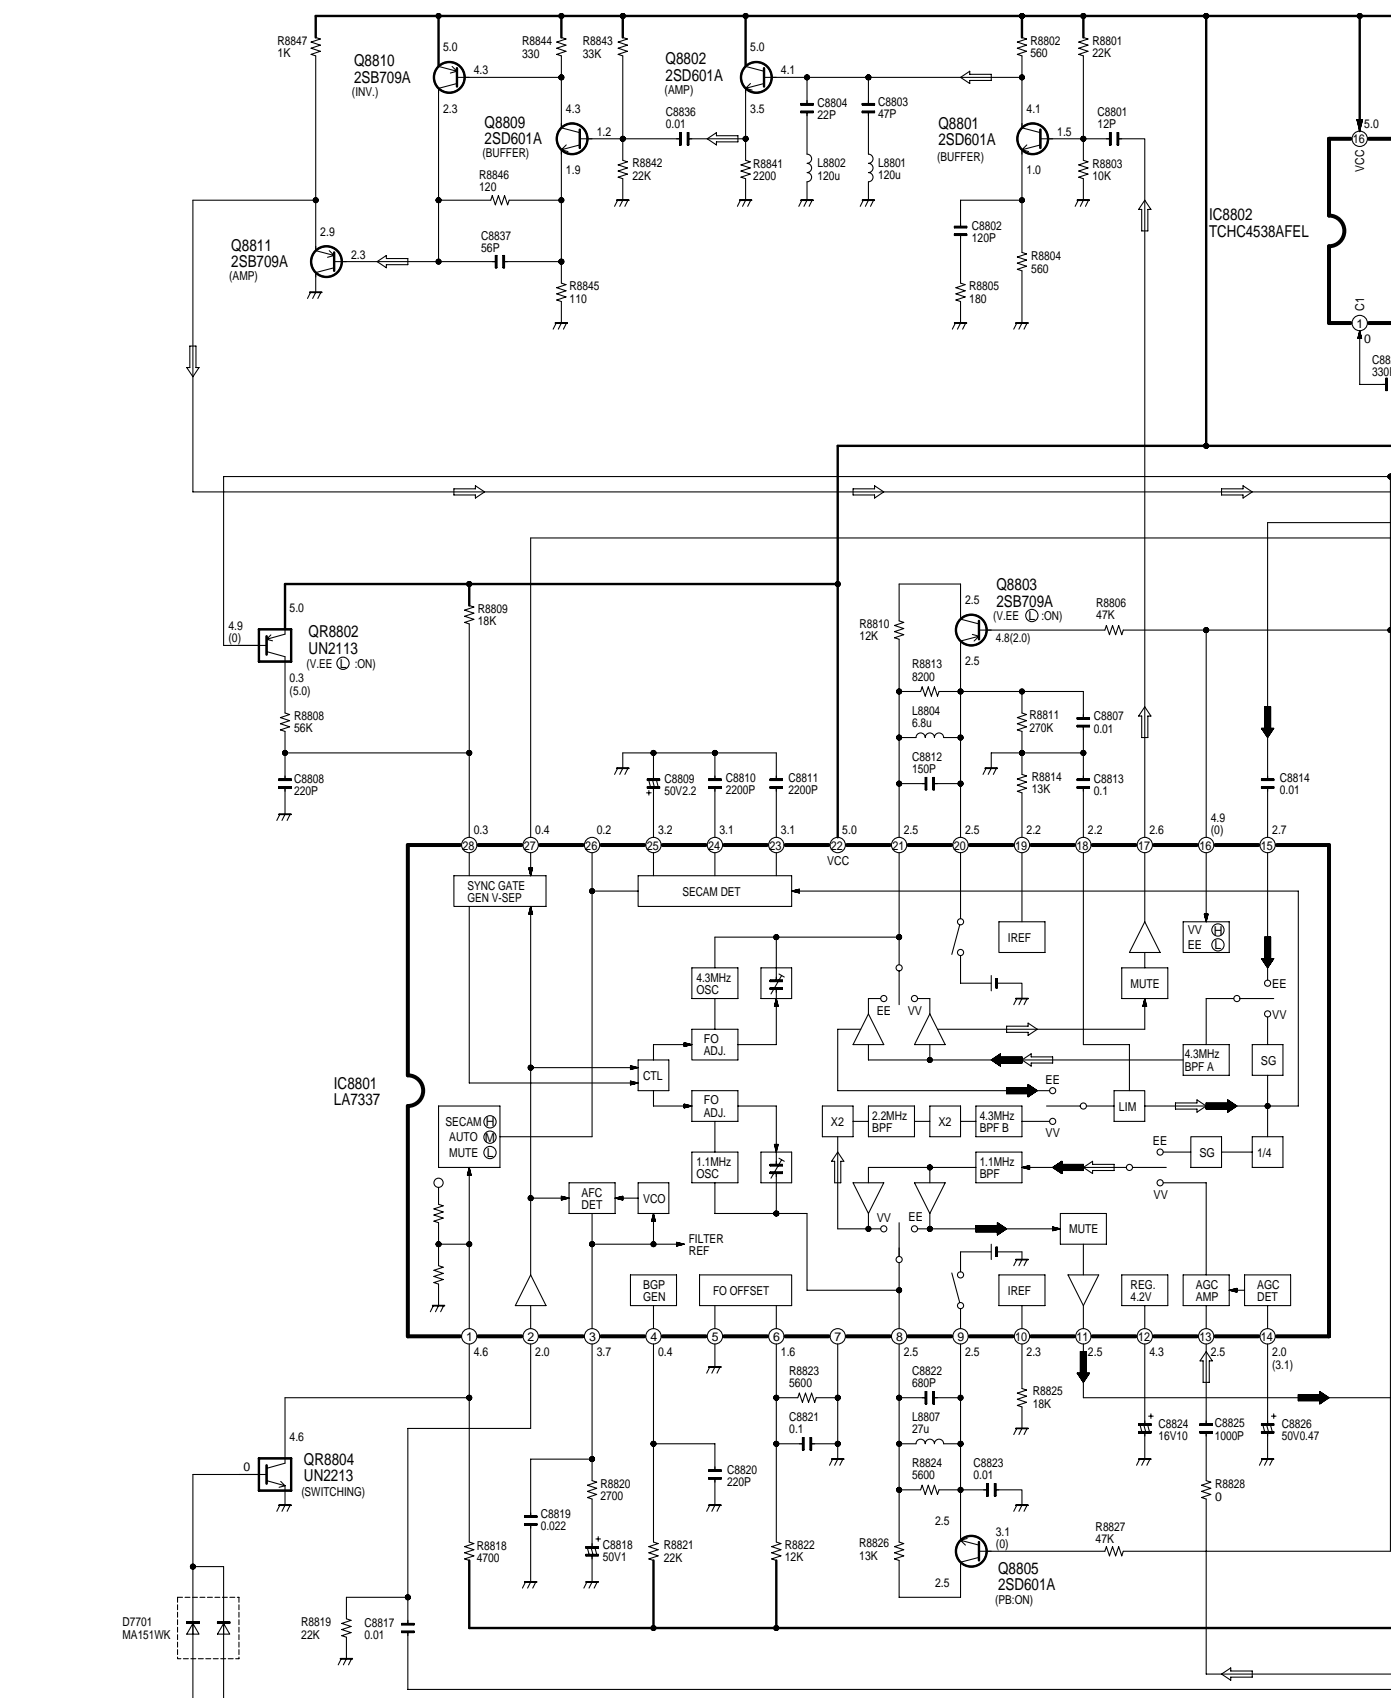 R8847
1K
Q8810
2SB709A
(INV.)
5.0
4.3
2.3
R8844
330
R8843
33K
Q8809
2SD601A
(BUFFER)
4.3
1.2
1.9
C8836
0.01
R8842
22K
Q8802
2SD601A
(AMP)
5.0
4.1
3.5
R8841
2200
C8804
22P
C8803
47P
L8802
120u
L8801
120u
R8802
560
R8801
22K
Q8801
2SD601A
(BUFFER)
4.1
1.5
1.0
C8801
12P
R8803
10K
C8802
120P
R8804
560
R8805
180
5.0
16
VCC
IC8802
TCHC4538AFEL
C1
1
0
C88
330
R8846
120
C8837
56P
R8845
110
Q8811
2SB709A
(AMP)
2.9
2.3
5.0
4.9
(0)
QR8802
UN2113
(V.EE Ⓛ :ON)
0.3
(5.0)
R8808
56K
C8808
220P
R8809
18K
C8809
50V2.2
+
C8810
2200P
C8811
2200P
Q8803
2SB709A
(V.EE Ⓛ :ON)
2.5
4.8(2.0)
2.5
R8806
47K
R8810
12K
R8813
8200
L8804
6.8u
C8812
150P
R8811
270K
C8807
0.01
R8814
13K
C8813
0.1
C8814
0.01
0.3
0.4
0.2
3.2
3.1
3.1
5.0
2.5
2.5
2.2
2.2
2.6
4.9
(0)
2.7
28
27
26
25
24
23
22
21
20
19
18
17
16
15
VCC
SYNC GATE
GEN V-SEP
SECAM DET
IREF
VV Ⓗ
EE Ⓛ
4.3MHz
OSC
MUTE
EE
VV
EE
VV
FO
ADJ.
4.3MHz
BPF A
SG
CTL
IC8801
LA7337
FO
ADJ.
EE
X2
2.2MHz
BPF
X2
4.3MHz
BPF B
VV
LIM
SECAM Ⓗ
AUTO Ⓜ
MUTE Ⓛ
1.1MHz
OSC
1.1MHz
BPF
EE
SG
1/4
VV
AFC
DET
VCO
VV
EE
MUTE
FILTER
REF
BGP
GEN
FO OFFSET
IREF
REG.
4.2V
AGC
AMP
AGC
DET
1
2
3
4
5
6
7
8
9
10
11
12
13
14
4.6
2.0
3.7
0.4
1.6
2.5
2.5
2.3
2.5
4.3
2.5
2.0
(3.1)
R8823
5600
C8821
0.1
C8822
680P
L8807
27u
R8824
5600
C8823
0.01
R8825
18K
C8824
16V10
+
C8825
1000P
C8826
50V0.47
+
R8828
0
4.6
0
QR8804
UN2213
(SWITCHING)
C8820
220P
R8820
2700
C8819
0.022
C8818
50V1
+
R8818
4700
R8821
22K
R8822
12K
R8826
13K
2.5
3.1
(0)
2.5
Q8805
2SD601A
(PB:ON)
R8827
47K
D7701
MA151WK
R8819
22K
C8817
0.01